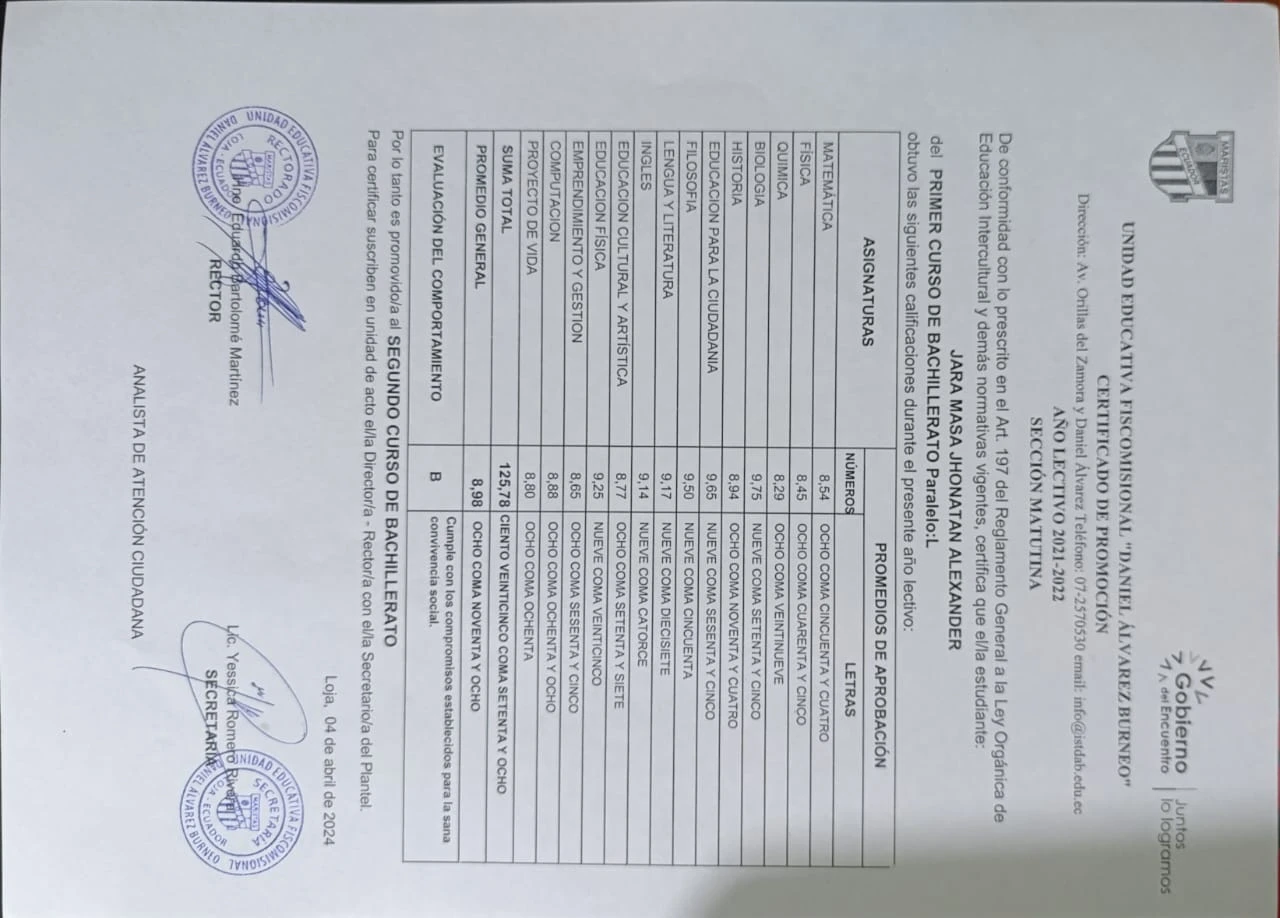 MARISTAS
ECUADOR
Gobierno
del Encuentro
Juntos
lo logramos
UNIDAD EDUCATIVA FISCOMISIONAL "DANIEL ÁLVAREZ BURNEO"
CERTIFICADO DE PROMOCIÓN
Dirección: Av. Orillas del Zamora y Daniel Álvarez Teléfono: 07-2570530 email: info@istdab.edu.ec
AÑO LECTIVO 2021-2022
SECCIÓN MATUTINA
De conformidad con lo prescrito en el Art. 197 del Reglamento General a la Ley Orgánica de
Educación Intercultural y demás normativas vigentes, certifica que el/la estudiante:
JARA MASA JHONATAN ALEXANDER
del PRIMER CURSO DE BACHILLERATO Paralelo:L
obtuvo las siguientes calificaciones durante el presente año lectivo:
ASIGNATURAS PROMEDIOS DE APROBACIÓN
NÚMEROS LETRAS
MATEMÁTICA 8,54 OCHO COMA CINCUENTA Y CUATRO
FÍSICA 8,45 OCHO COMA CUARENTA Y CINCO
QUIMICA 8,29 OCHO COMA VEINTINUEVE
BIOLOGIA 9,75 NUEVE COMA SETENTA Y CINCO
HISTORIA 8,94 OCHO COMA NOVENTA Y CUATRO
EDUCACION PARA LA CIUDADANIA 9,65 NUEVE COMA SESENTA Y CINCO
FILOSOFIA 9,50 NUEVE COMA CINCUENTA
LENGUA Y LITERATURA 9,17 NUEVE COMA DIECISIETE
INGLES 9,14 NUEVE COMA CATORCE
EDUCACION CULTURAL Y ARTÍSTICA 8,77 OCHO COMA SETENTA Y SIETE
EDUCACION FÍSICA 9,25 NUEVE COMA VEINTICINCO
EMPRENDIMIENTO Y GESTION 8,65 OCHO COMA SESENTA Y CINCO
COMPUTACION 8,88 OCHO COMA OCHENTA Y OCHO
PROYECTO DE VIDA 8,80 OCHO COMA OCHENTA
SUMA TOTAL 125,78 CIENTO VEINTICINCO COMA SETENTA Y OCHO
PROMEDIO GENERAL 8,98 OCHO COMA NOVENTA Y OCHO
EVALUACIÓN DEL COMPORTAMIENTO B Cumple con los compromisos establecidos para la sana
convivencia social.
Por lo tanto es promovido/a al SEGUNDO CURSO DE BACHILLERATO
Para certificar suscriben en unidad de acto el/la Director/a - Rector/a con el/la Secretario/a del Plantel.
Loja, 04 de abril de 2024
UNIDAD EDUCATIVA FISCOMISIONAL
DANIEL ALVAREZ BURNEO
RECTORADO
LOJA - ECUADOR
Eduardo Bartolomé Martínez
RECTOR
Lic. Yessica Romero Rivera
SECRETARIA
UNIDAD EDUCATIVA FISCOMISIONAL
DANIEL ALVAREZ BURNEO
SECRETARIA
MARISTAS
LOJA - ECUADOR
ANALISTA DE ATENCIÓN CIUDADANA